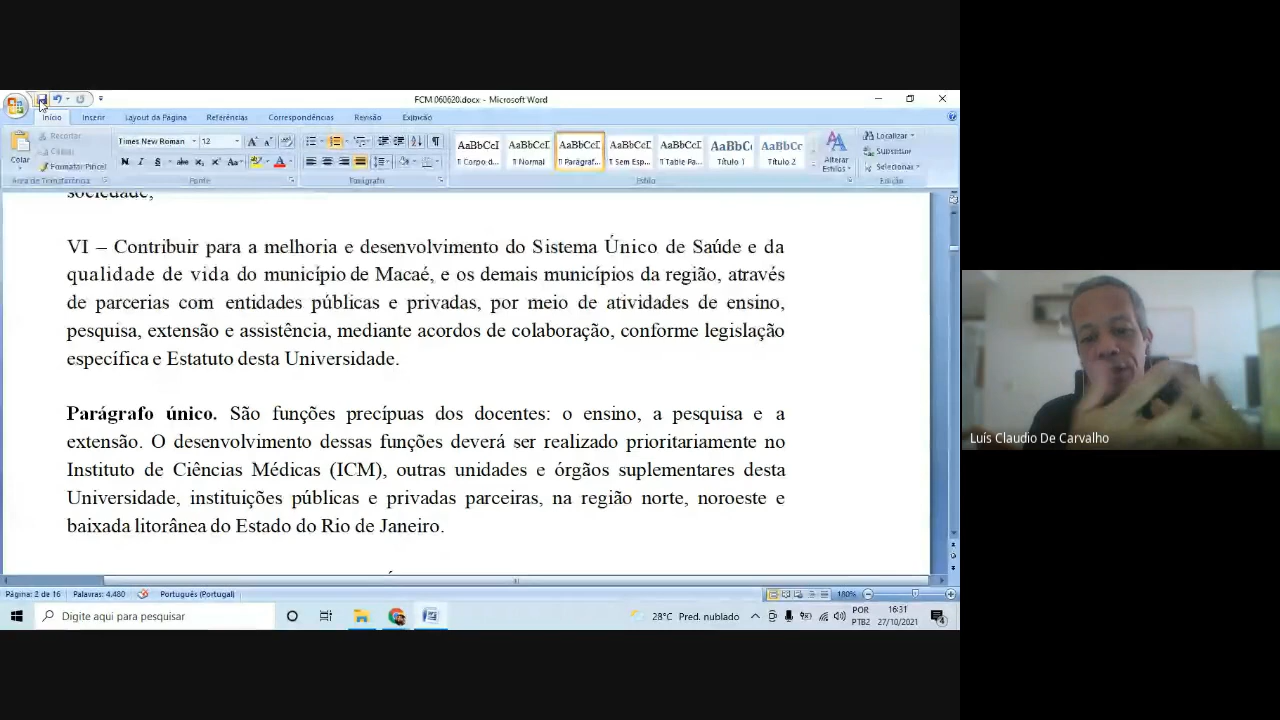 FCM 060620.docx - Microsoft Word
Início Inserir Layout da Página Referências Correspondências Revisão Exibição
Colar
Recortar
Copiar
Formatar Pincel
Área de Transferência
Times New Roman 12
Fonte
Parágrafo
AaBbCcI AaBbCcI AaBbCcI AaBbCcI AaBbCcI AaBbCc AaBbCc
¶ Corpo d... ¶ Normal ¶ Parágraf... ¶ Sem Esp... ¶ Table Pa... Título 1 Título 2
Alterar Estilos
Estilo
Localizar
Substituir
Selecionar
Edição
sociedade;
VI – Contribuir para a melhoria e desenvolvimento do Sistema Único de Saúde e da
qualidade de vida do município de Macaé, e os demais municípios da região, através
de parcerias com entidades públicas e privadas, por meio de atividades de ensino,
pesquisa, extensão e assistência, mediante acordos de colaboração, conforme legislação
específica e Estatuto desta Universidade.
Parágrafo único. São funções precípuas dos docentes: o ensino, a pesquisa e a
extensão. O desenvolvimento dessas funções deverá ser realizado prioritariamente no
Instituto de Ciências Médicas (ICM), outras unidades e órgãos suplementares desta
Universidade, instituições públicas e privadas parceiras, na região norte, noroeste e
baixada litorânea do Estado do Rio de Janeiro.
Página: 2 de 16 Palavras: 4.480 Português (Portugal) 180%
Digite aqui para pesquisar
28°C Pred. nublado
POR
PTB2
16:31
27/10/2021
4
Luís Claudio De Carvalho